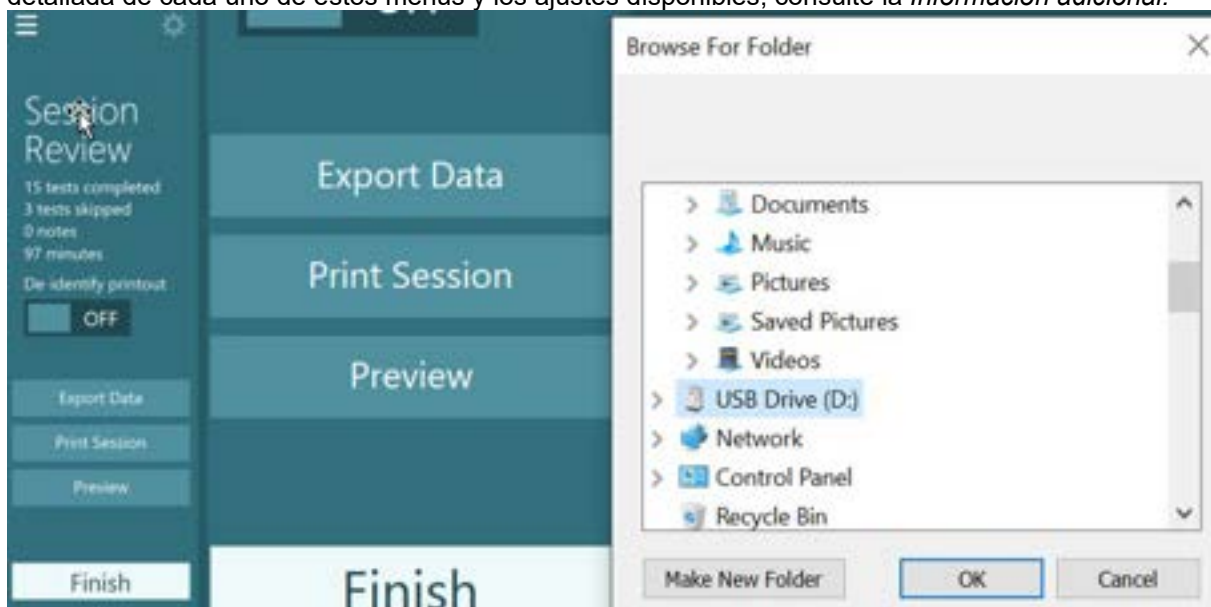 detallada de cada uno de estos menús y los ajustes disponibles, consulte la Información adicional.
Session
Review
15 tests completed
3 tests skipped
0 notes
97 minutes
De identify printout
OFF
Export Data
Print Session
Preview
Finish
Export Data
Print Session
Preview
Finish
Browse For Folder
Documents
Music
Pictures
Saved Pictures
Videos
USB Drive (D:)
Network
Control Panel
Recycle Bin
Make New Folder
OK
Cancel